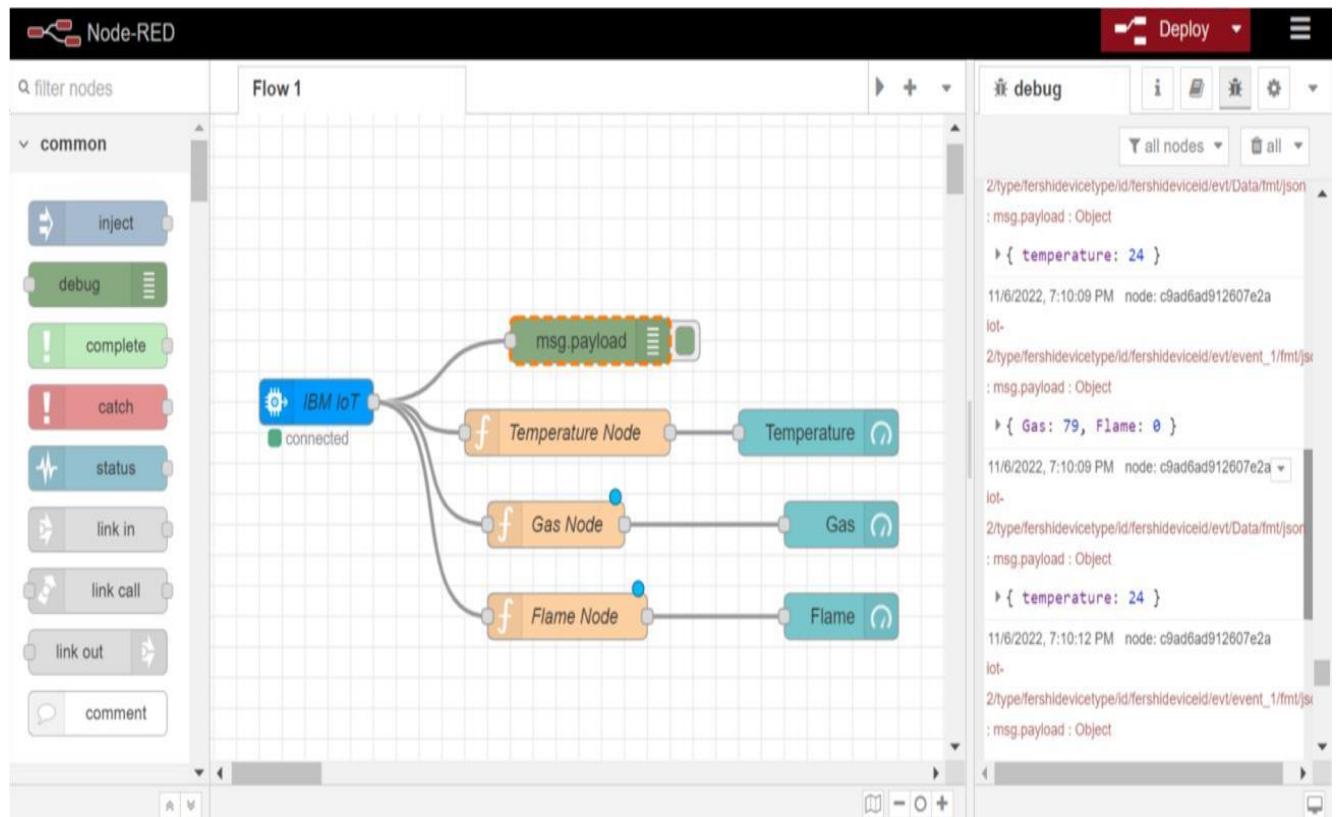 Node-RED
Deploy
filter nodes
Flow 1
debug
i
common
all nodes
all
inject
debug
complete
catch
status
link in
link call
link out
comment
IBM IoT
connected
msg.payload
Temperature Node
Temperature
Gas Node
Gas
Flame Node
Flame
2/type/fershidevicetype/id/fershideviceid/evt/Data/fmt/json
: msg.payload : Object
{ temperature: 24 }
11/6/2022, 7:10:09 PM node: c9ad6ad912607e2a
iot-
2/type/fershidevicetype/id/fershideviceid/evt/event_1/fmt/jso
: msg.payload : Object
{ Gas: 79, Flame: 0 }
11/6/2022, 7:10:09 PM node: c9ad6ad912607e2a
iot-
2/type/fershidevicetype/id/fershideviceid/evt/Data/fmt/json
: msg.payload : Object
{ temperature: 24 }
11/6/2022, 7:10:12 PM node: c9ad6ad912607e2a
iot-
2/type/fershidevicetype/id/fershideviceid/evt/event_1/fmt/jso
: msg.payload : Object